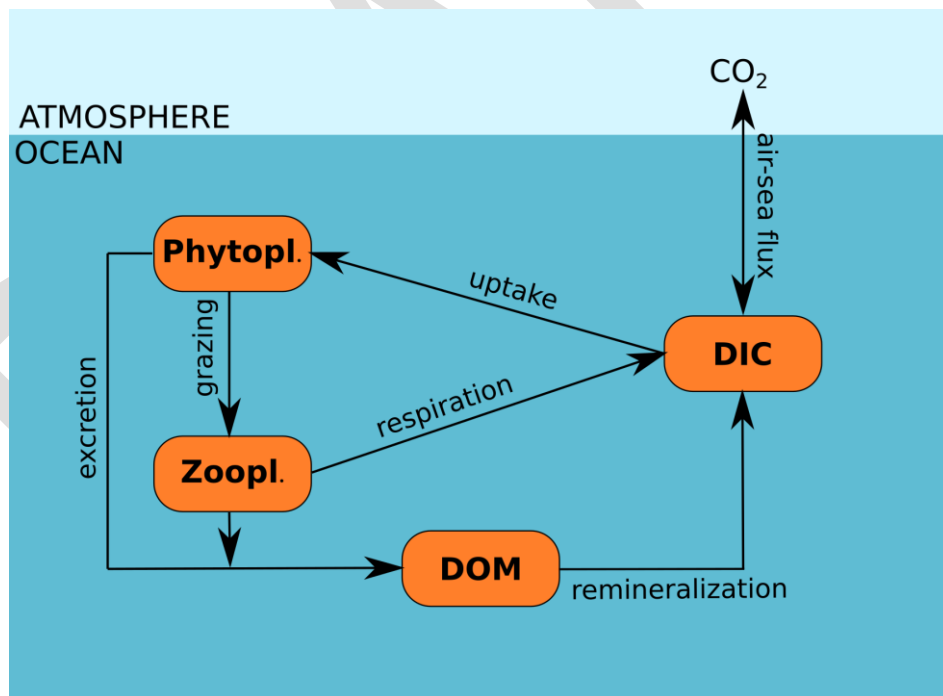 CO₂
ATMOSPHERE
OCEAN
air-sea flux
Phytopl.
uptake
grazing
DIC
excretion
respiration
Zoopl.
DOM
remineralization